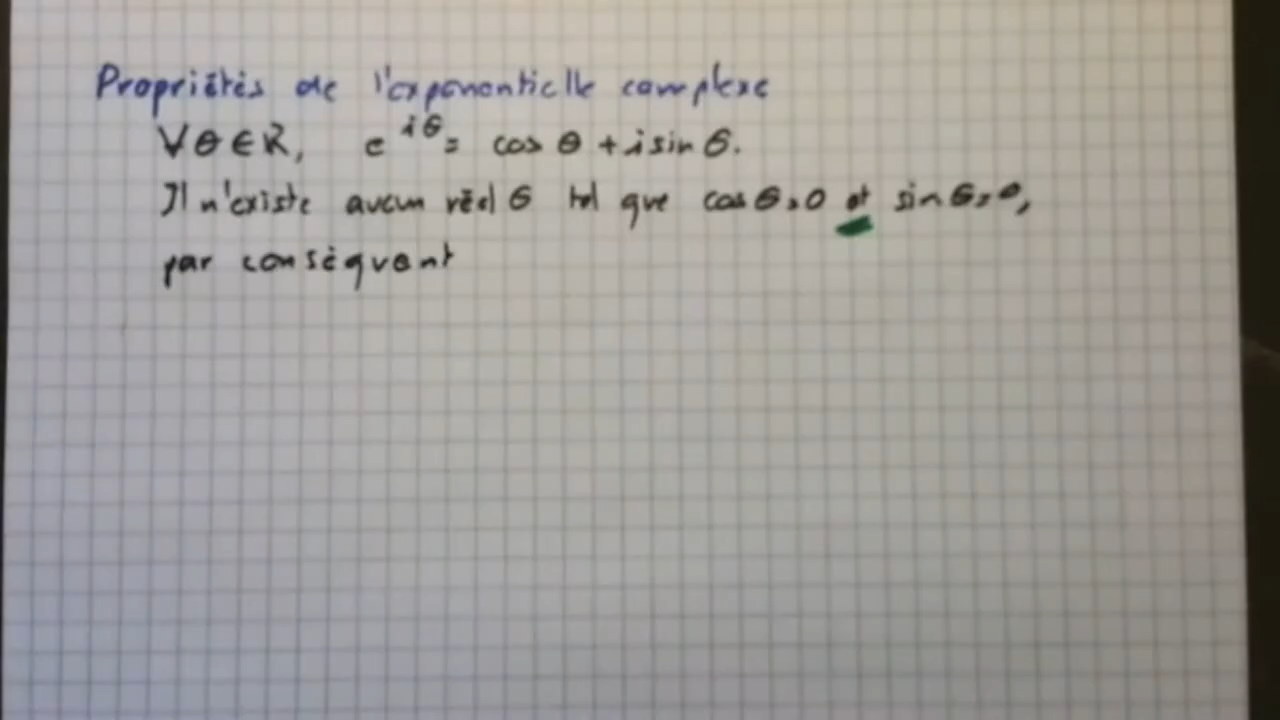 Propriétés de l'exponentielle complexe
∀θ∈R, e^{iθ} = cos θ + i sin θ.
Il n'existe aucun réel θ tel que cos θ = 0 et sin θ = 0,
par conséquent